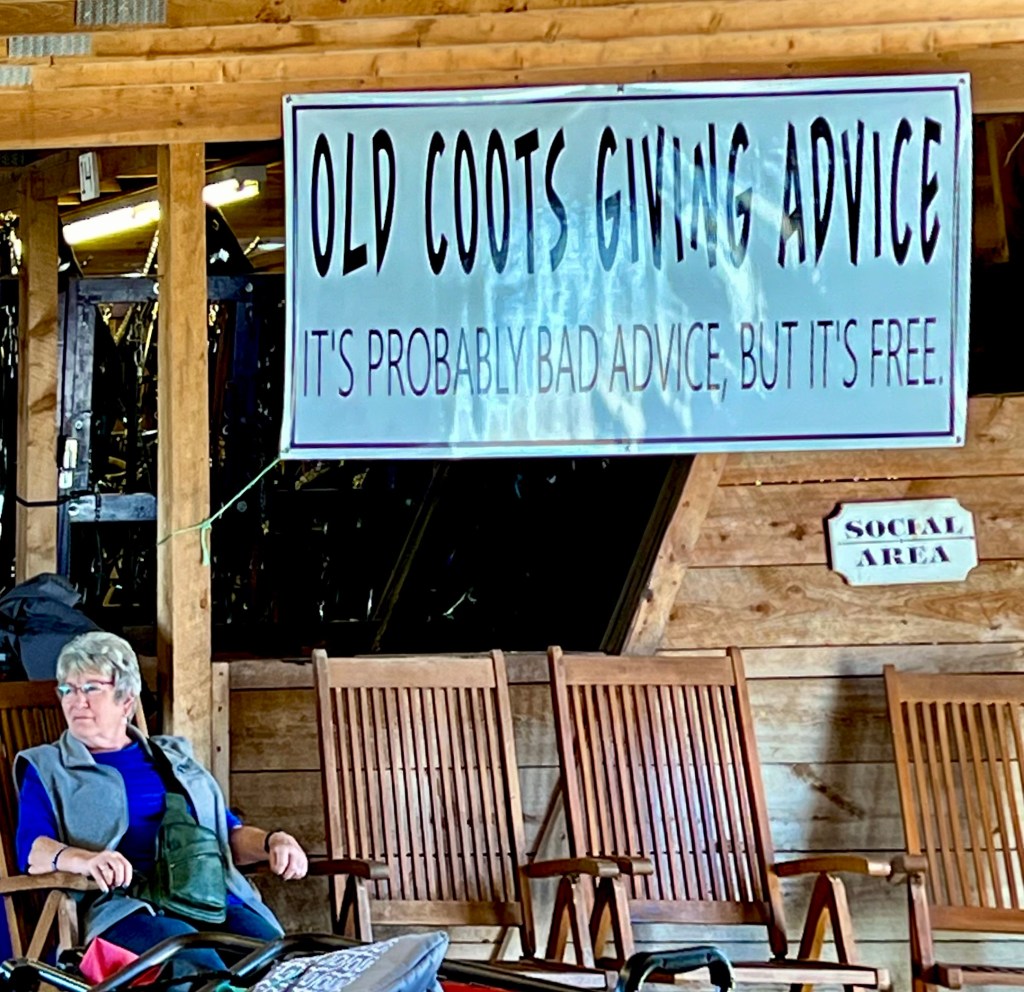 OLD COOTS GIVING ADVICE
IT'S PROBABLY BAD ADVICE, BUT IT'S FREE.
SOCIAL
AREA